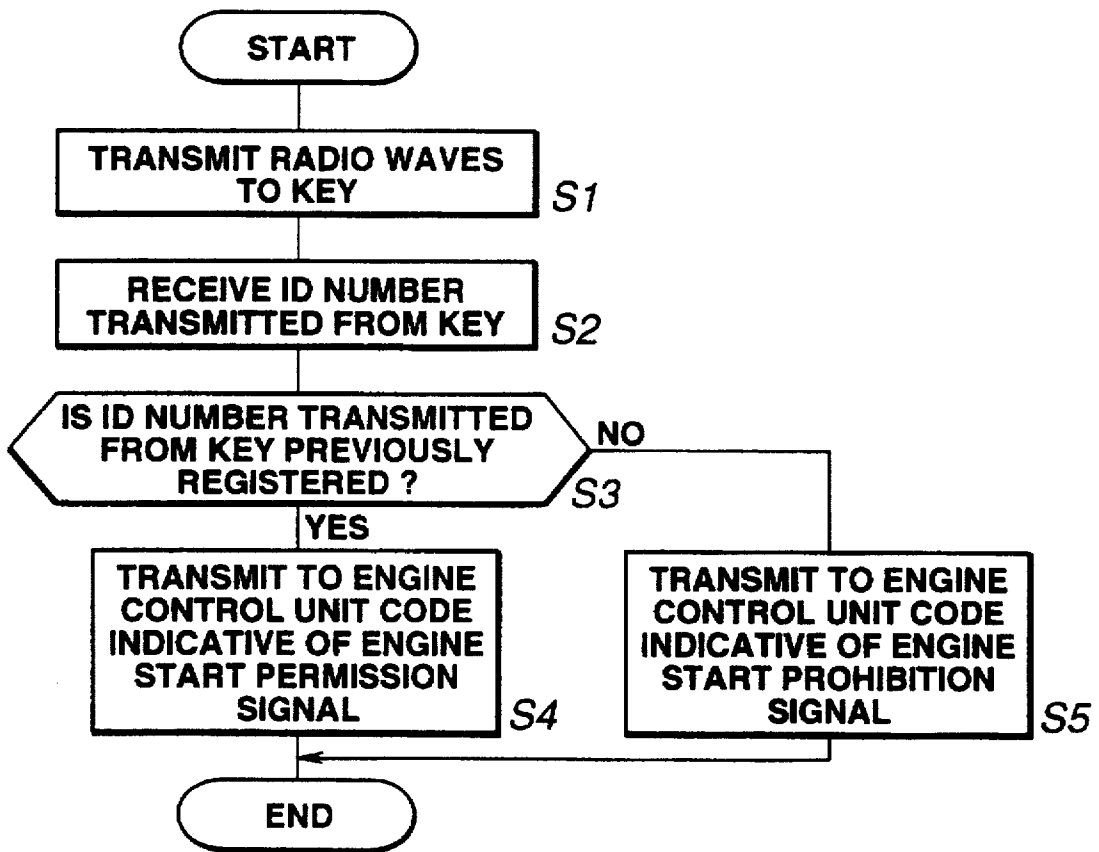 START
TRANSMIT RADIO WAVES
TO KEY
S1
RECEIVE ID NUMBER
TRANSMITTED FROM KEY
S2
IS ID NUMBER TRANSMITTED
FROM KEY PREVIOUSLY
REGISTERED ?
S3
NO
YES
TRANSMIT TO ENGINE
CONTROL UNIT CODE
INDICATIVE OF ENGINE
START PERMISSION
SIGNAL
S4
TRANSMIT TO ENGINE
CONTROL UNIT CODE
INDICATIVE OF ENGINE
START PROHIBITION
SIGNAL
S5
END